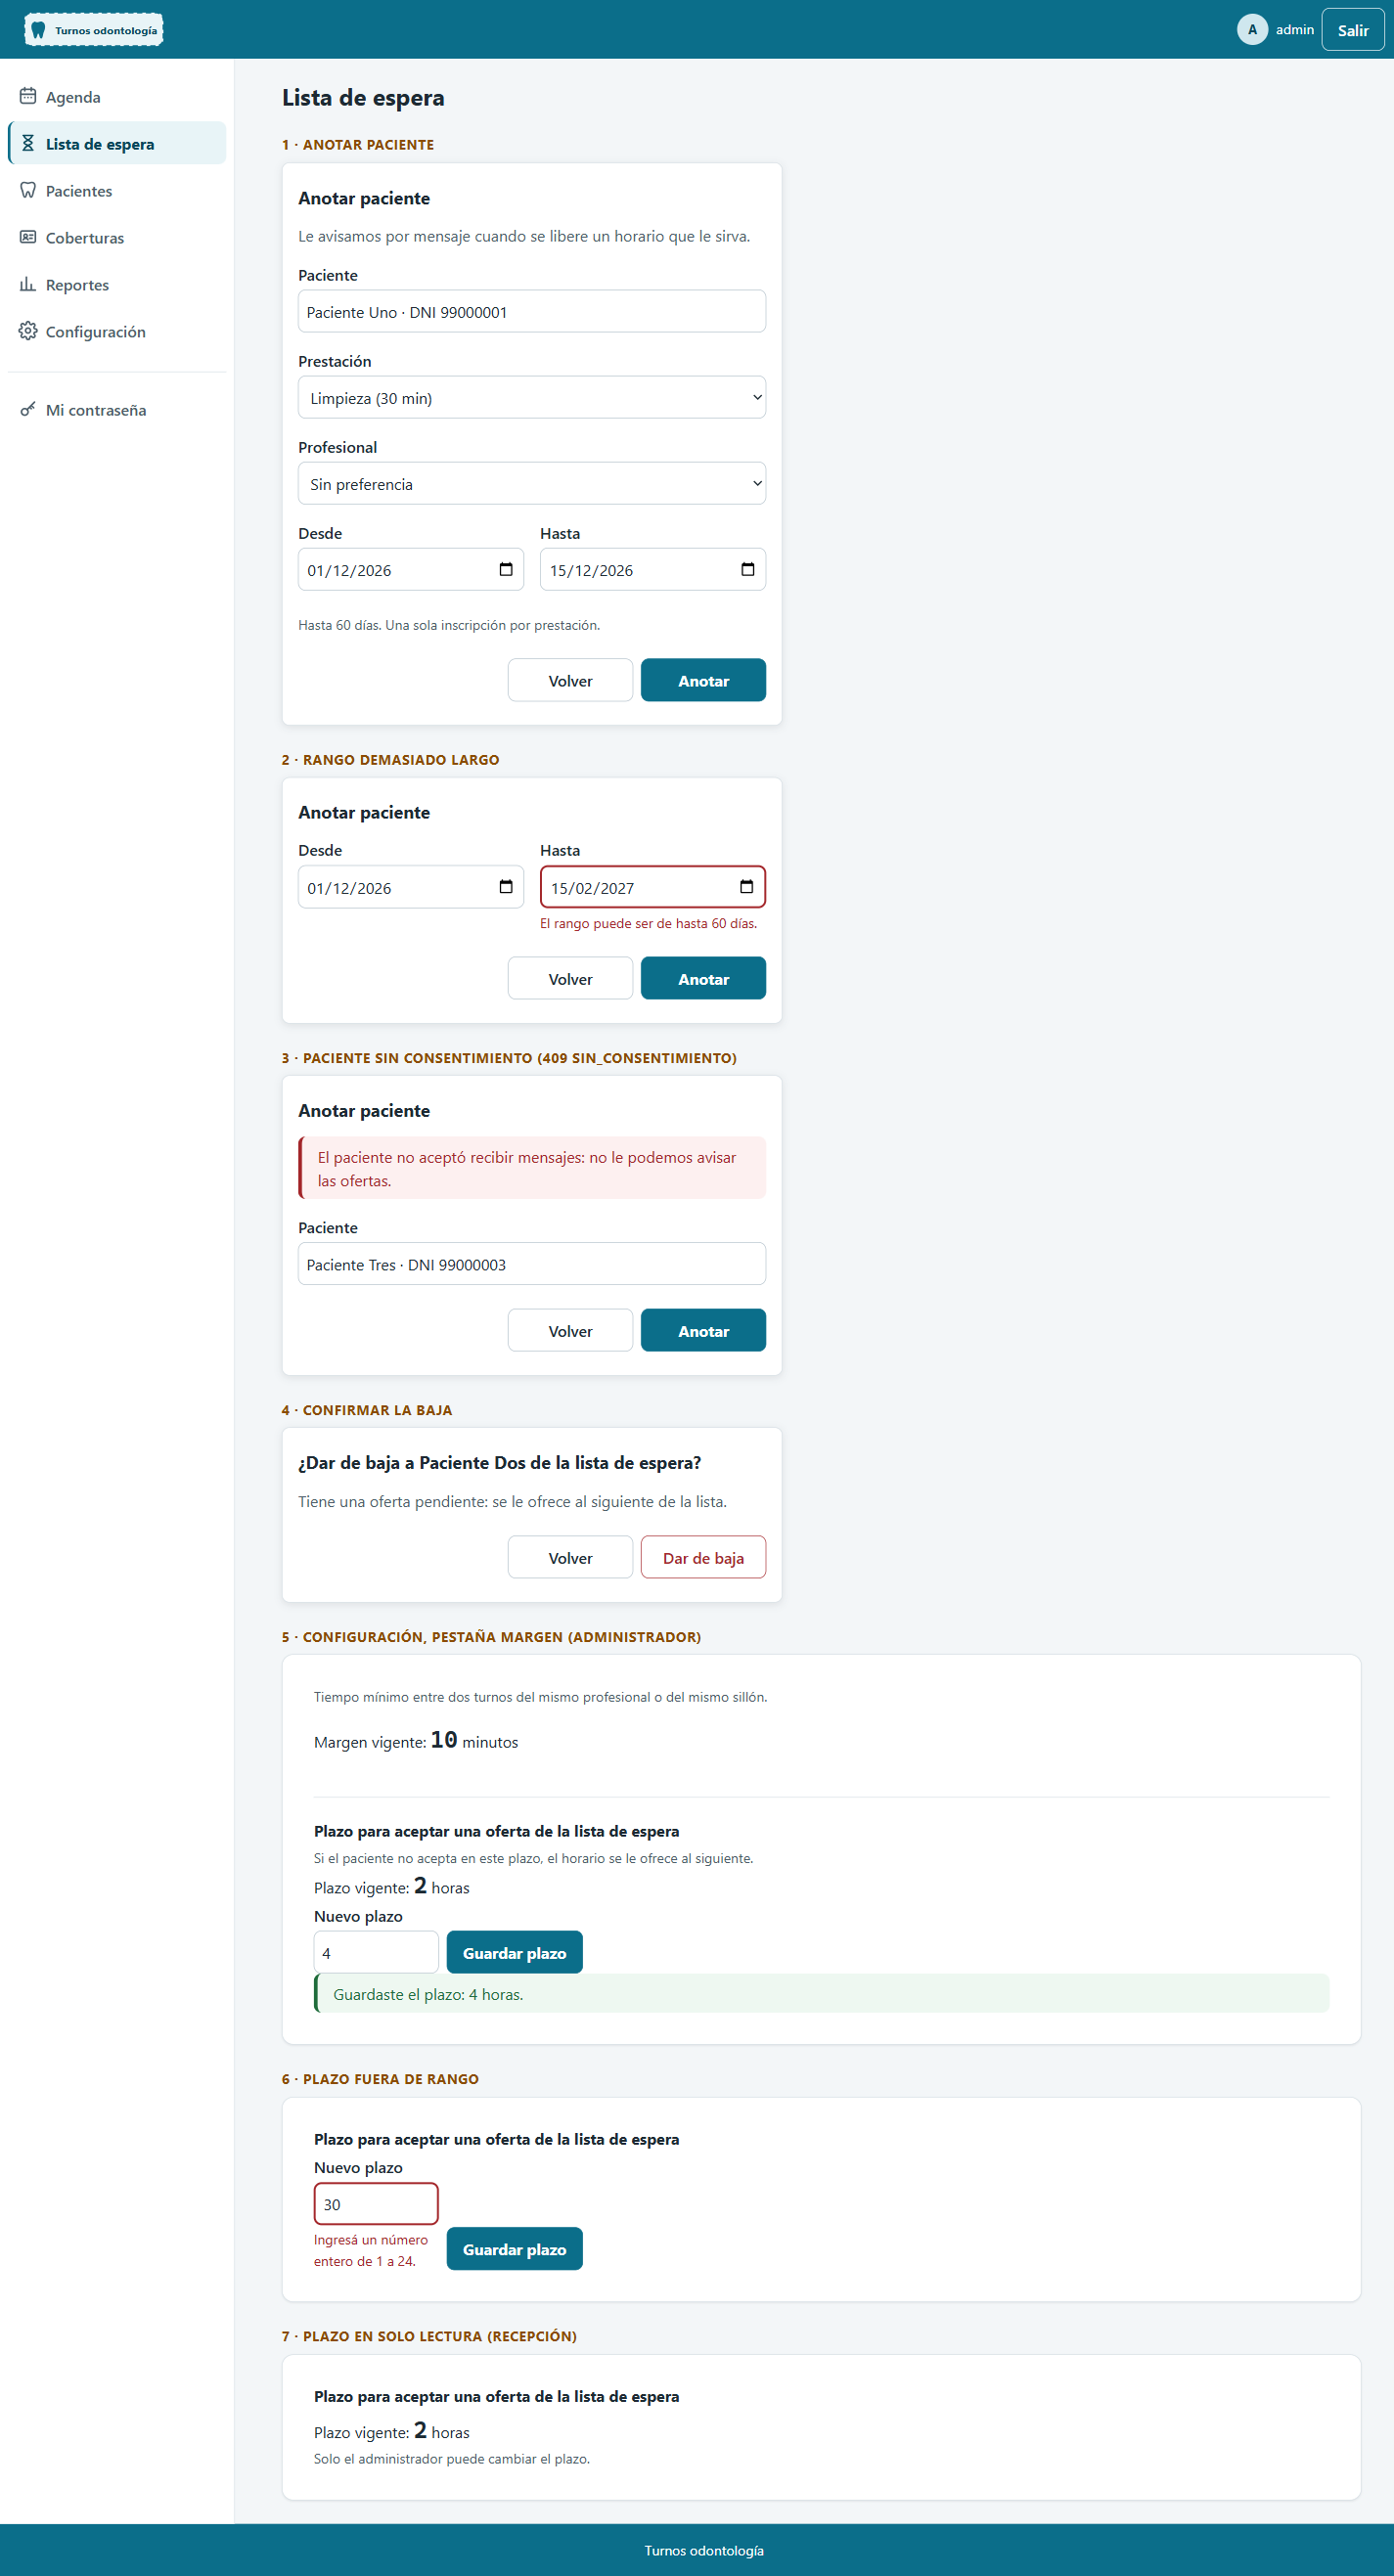 Turnos odontología
A admin Salir
Agenda
Lista de espera
Pacientes
Coberturas
Reportes
Configuración
Mi contraseña
Lista de espera
1 · ANOTAR PACIENTE
Anotar paciente
Le avisamos por mensaje cuando se libere un horario que le sirva.
Paciente
Paciente Uno · DNI 99000001
Prestación
Limpieza (30 min)
Profesional
Sin preferencia
Desde Hasta
01/12/2026 15/12/2026
Hasta 60 días. Una sola inscripción por prestación.
Volver Anotar
2 · RANGO DEMASIADO LARGO
Anotar paciente
Desde Hasta
01/12/2026 15/02/2027
El rango puede ser de hasta 60 días.
Volver Anotar
3 · PACIENTE SIN CONSENTIMIENTO (409 SIN_CONSENTIMIENTO)
Anotar paciente
El paciente no aceptó recibir mensajes: no le podemos avisar
las ofertas.
Paciente
Paciente Tres · DNI 99000003
Volver Anotar
4 · CONFIRMAR LA BAJA
¿Dar de baja a Paciente Dos de la lista de espera?
Tiene una oferta pendiente: se le ofrece al siguiente de la lista.
Volver Dar de baja
5 · CONFIGURACIÓN, PESTAÑA MARGEN (ADMINISTRADOR)
Tiempo mínimo entre dos turnos del mismo profesional o del mismo sillón.
Margen vigente: 10 minutos
Plazo para aceptar una oferta de la lista de espera
Si el paciente no acepta en este plazo, el horario se le ofrece al siguiente.
Plazo vigente: 2 horas
Nuevo plazo
4 Guardar plazo
Guardaste el plazo: 4 horas.
6 · PLAZO FUERA DE RANGO
Plazo para aceptar una oferta de la lista de espera
Nuevo plazo
30
Ingresá un número
entero de 1 a 24.
Guardar plazo
7 · PLAZO EN SOLO LECTURA (RECEPCIÓN)
Plazo para aceptar una oferta de la lista de espera
Plazo vigente: 2 horas
Solo el administrador puede cambiar el plazo.
Turnos odontología